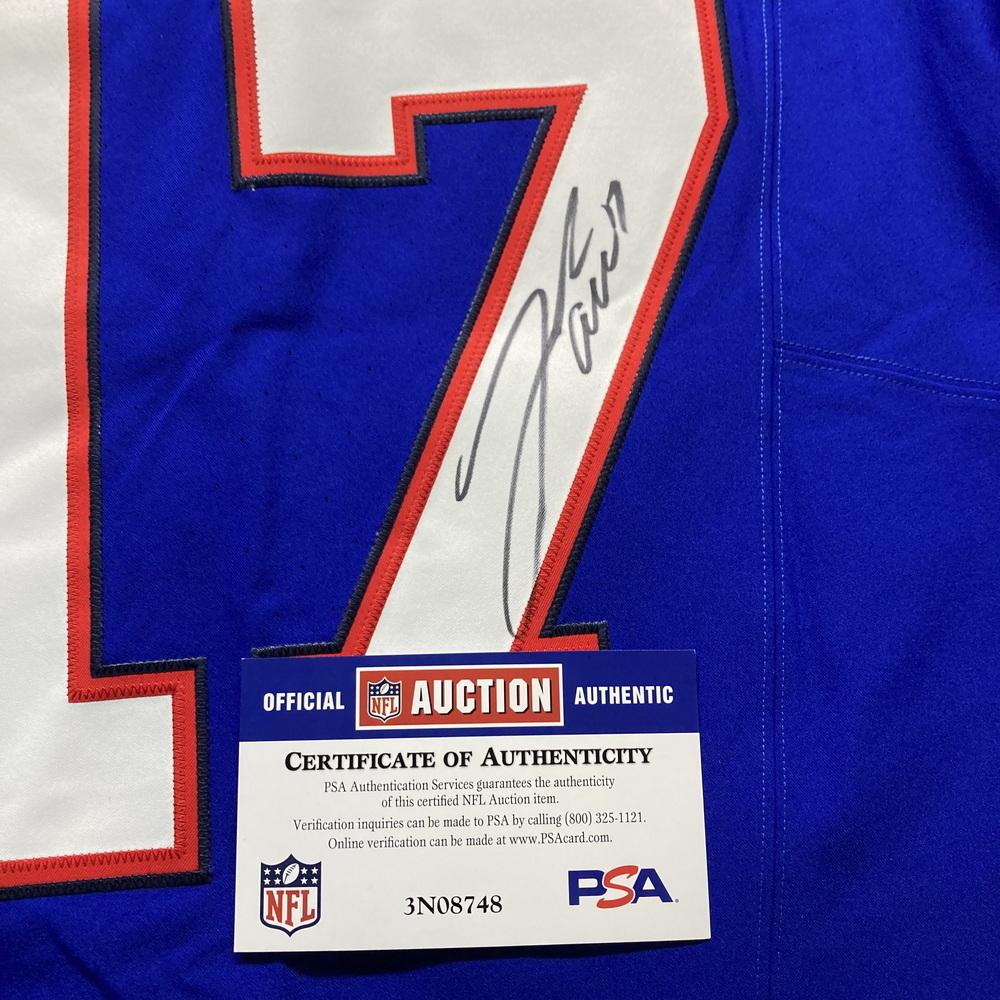 17
OFFICIAL NFL AUCTION AUTHENTIC
CERTIFICATE OF AUTHENTICITY
PSA Authentication Services guarantees the authenticity
of this certified NFL Auction item.
Verification inquiries can be made to PSA by calling (800) 325-1121.
Online verification can be made at www.PSAcard.com.
NFL 3N08748 PSA